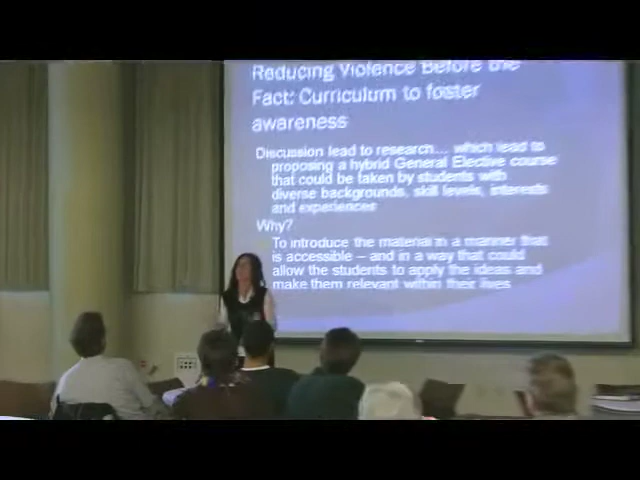 Reducing Violence Before the
Fact: Curriculum to foster
awareness
Discussion lead to research... which lead to
proposing a hybrid General Elective course
that could be taken by students with
diverse backgrounds, skill levels, interests
and experiences
Why?
To introduce the material in a manner that
is accessible – and in a way that could
allow the students to apply the ideas and
make them relevant within their lives